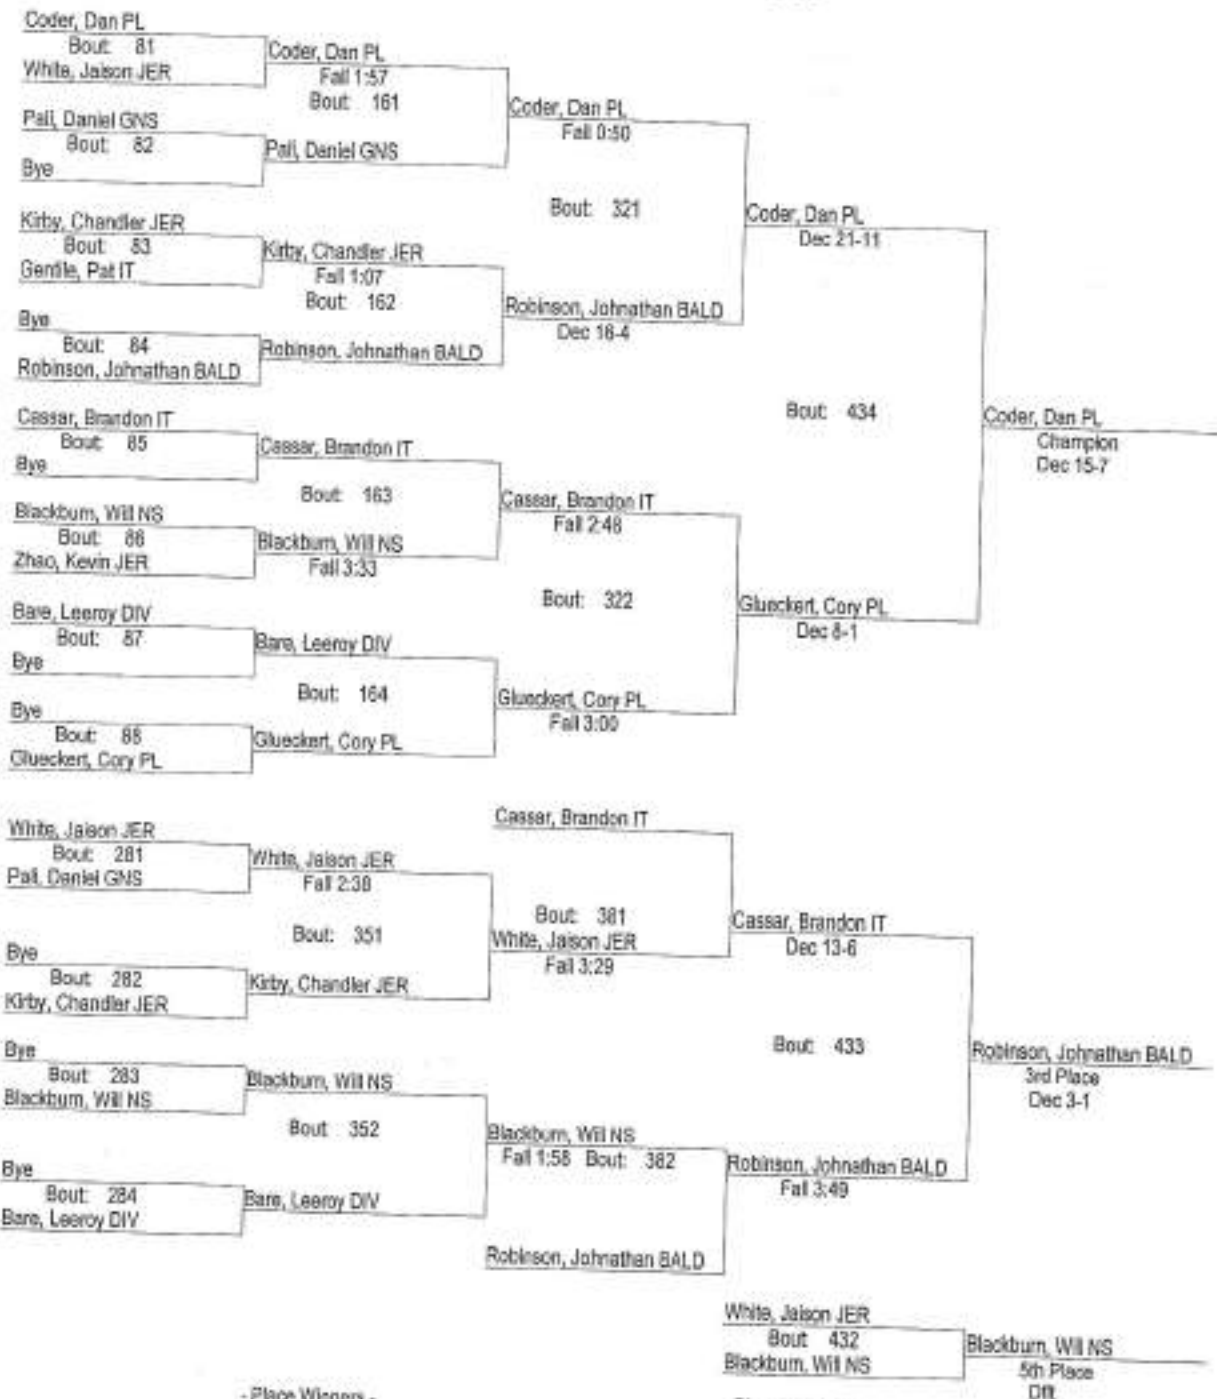 Coder, Dan PL
Bout: 81
White, Jaison JER
Coder, Dan PL
Fall 1:57
Bout: 161
Pali, Daniel GNS
Bout: 82
Bye
Pali, Daniel GNS
Coder, Dan PL
Fall 0:50
Bout: 321
Kirby, Chandler JER
Bout: 83
Gentile, Pat IT
Kirby, Chandler JER
Fall 1:07
Bout: 162
Bye
Bout: 84
Robinson, Johnathan BALD
Robinson, Johnathan BALD
Robinson, Johnathan BALD
Dec 16-4
Coder, Dan PL
Dec 21-11
Bout: 434
Coder, Dan PL
Champion
Dec 15-7
Cassar, Brandon IT
Bout: 85
Bye
Cassar, Brandon IT
Bout: 163
Blackburn, Will NS
Bout: 86
Zhao, Kevin JER
Blackburn, Will NS
Fall 3:33
Cassar, Brandon IT
Fall 2:48
Bout: 322
Bare, Leeroy DIV
Bout: 87
Bye
Bare, Leeroy DIV
Bout: 164
Bye
Bout: 88
Glueckert, Cory PL
Glueckert, Cory PL
Glueckert, Cory PL
Fall 3:00
Glueckert, Cory PL
Dec 8-1
White, Jaison JER
Bout: 281
Pali, Daniel GNS
White, Jaison JER
Fall 2:38
Bout: 351
Bye
Bout: 282
Kirby, Chandler JER
Kirby, Chandler JER
Cassar, Brandon IT
Bout: 381
White, Jaison JER
Fall 3:29
Cassar, Brandon IT
Dec 13-6
Bout: 433
Robinson, Johnathan BALD
3rd Place
Dec 3-1
Bye
Bout: 283
Blackburn, Will NS
Blackburn, Will NS
Bout: 352
Bye
Bout: 284
Bare, Leeroy DIV
Bare, Leeroy DIV
Blackburn, Will NS
Fall 1:58 Bout: 382
Robinson, Johnathan BALD
Robinson, Johnathan BALD
Fall 3:49
White, Jaison JER
Bout: 432
Blackburn, Will NS
Blackburn, Will NS
5th Place
Dflt
- Place Winners -